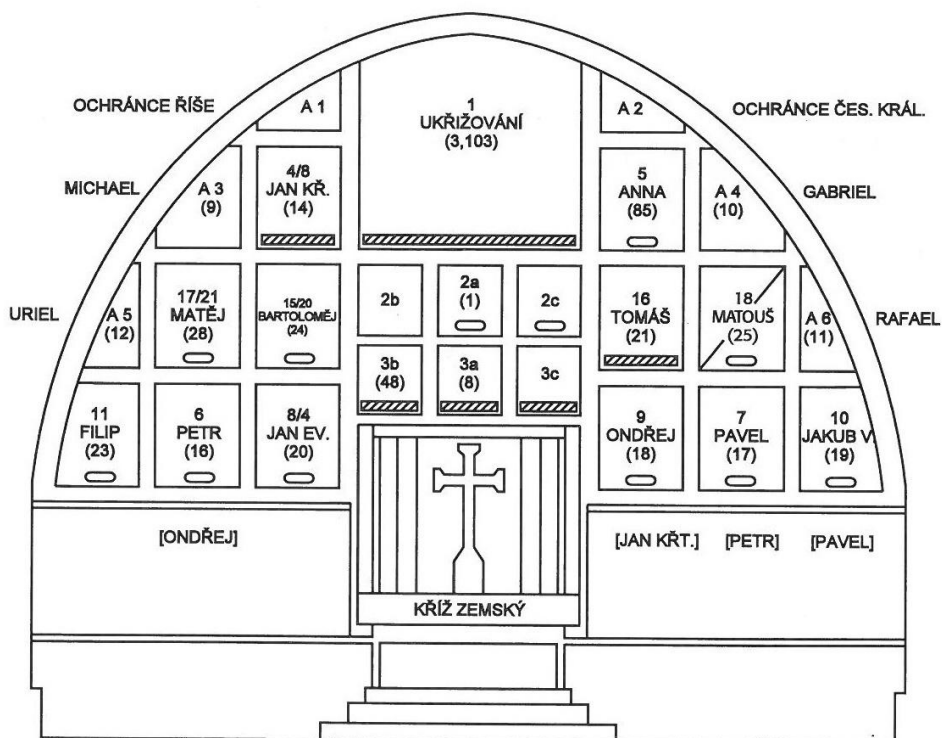 OCHRÁNCE ŘÍŠE
A 1
1
UKŘIŽOVÁNÍ
(3,103)
A 2
OCHRÁNCE ČES. KRÁL.
MICHAEL
A 3
(9)
4/8
JAN KŘ.
(14)
5
ANNA
(85)
A 4
(10)
GABRIEL
URIEL
A 5
(12)
17/21
MATĚJ
(28)
15/20
BARTOLOMĚJ
(24)
2b
2a
(1)
2c
16
TOMÁŠ
(21)
18
MATOUŠ
(25)
A 6
(11)
RAFAEL
3b
(48)
3a
(8)
3c
11
FILIP
(23)
6
PETR
(16)
8/4
JAN EV.
(20)
9
ONDŘEJ
(18)
7
PAVEL
(17)
10
JAKUB V.
(19)
[ONDŘEJ]
[JAN KŘT.] [PETR] [PAVEL]
KŘÍŽ ZEMSKÝ